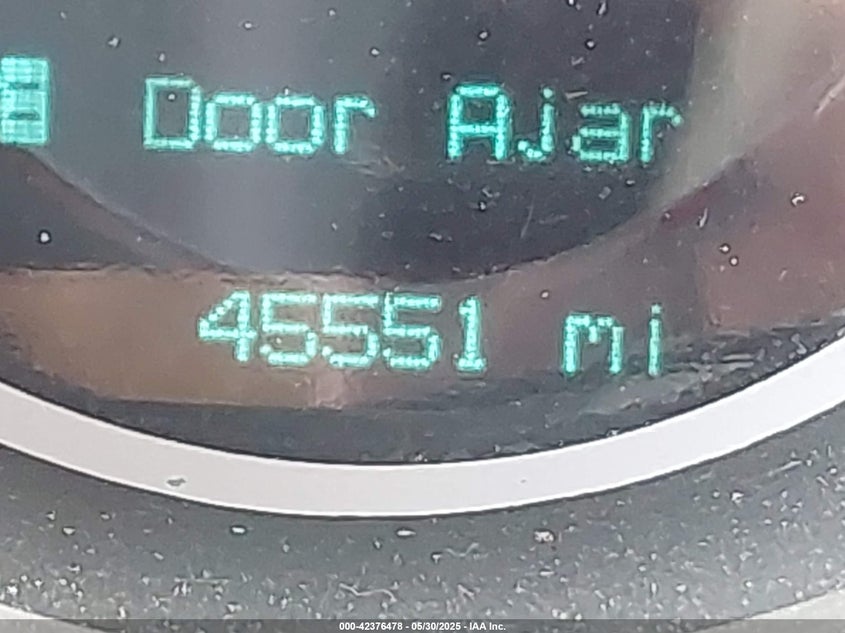 Door Ajar
45551 mi
000-42376478 - 05/30/2025 - IAA Inc.